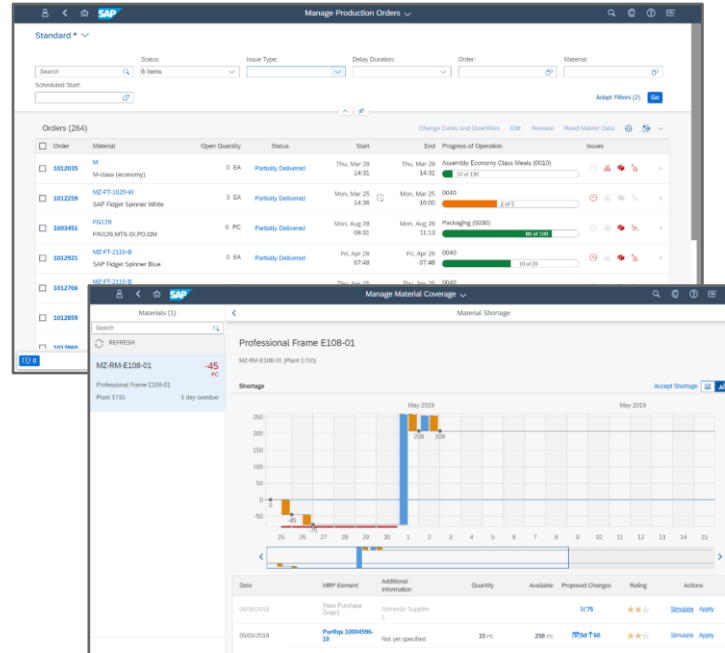 SAP Manage Production Orders
Standard *
Status: Issue Type: Delay Duration: Order: Material:
Search 6 Items
Scheduled Start:
Adapt Filters (2) Go
Orders (264) Change Dates and Quantities Edit Release Read Master Data
Order Material Open Quantity Status Start End Progress of Operation Issues
1012035 M 0 EA Partially Delivered Thu, Mar 28 Thu, Mar 28 Assembly Economy Class Meals (0010)
M-class (economy) 14:31 14:31 10 of 100
1012259 MZ-FT-1020-W 3 EA Partially Delivered Mon, Mar 25 Mon, Mar 25 0040
SAP Fidget Spinner White 14:36 16:00 2 of 5
1003451 FG129 0 PC Partially Delivered Mon, Aug 28 Mon, Aug 28 Packaging (0030)
FIN129,MTS-DI,PD,QM 09:31 11:13 80 of 100
1012921 MZ-FT-2110-B 0 EA Partially Delivered Fri, Apr 26 Fri, Apr 26 0040
SAP Fidget Spinner Blue 07:48 07:48 10 of 20
1012766 MZ-FT-2110-B
1012859
1012860
0
SAP Manage Material Coverage
Materials (1) Material Shortage
Search
REFRESH
MZ-RM-E108-01 -45
PC
Professional Frame E108-01
Plant 1710 1 day overdue
Professional Frame E108-01
MZ-RM-E108-01 (Plant 1710)
Shortage Accept Shortage
May 2019 May 2019
250
200
150
100
50
0
-50
0 -45 -75 208 208
25 26 27 28 29 30 1 2 3 4 5 6 7 8 9 10 11 12 13 14 15
Date MRP Element Additional Information Quantity Available Proposed Changes Rating Actions
04/30/2019 [New Purchase Order] Domestic Supplier 1 75 Simulate Apply
05/01/2019 PurRqs 10004596-10 Not yet specified 15 PC 250 PC 5d 60 Simulate Apply